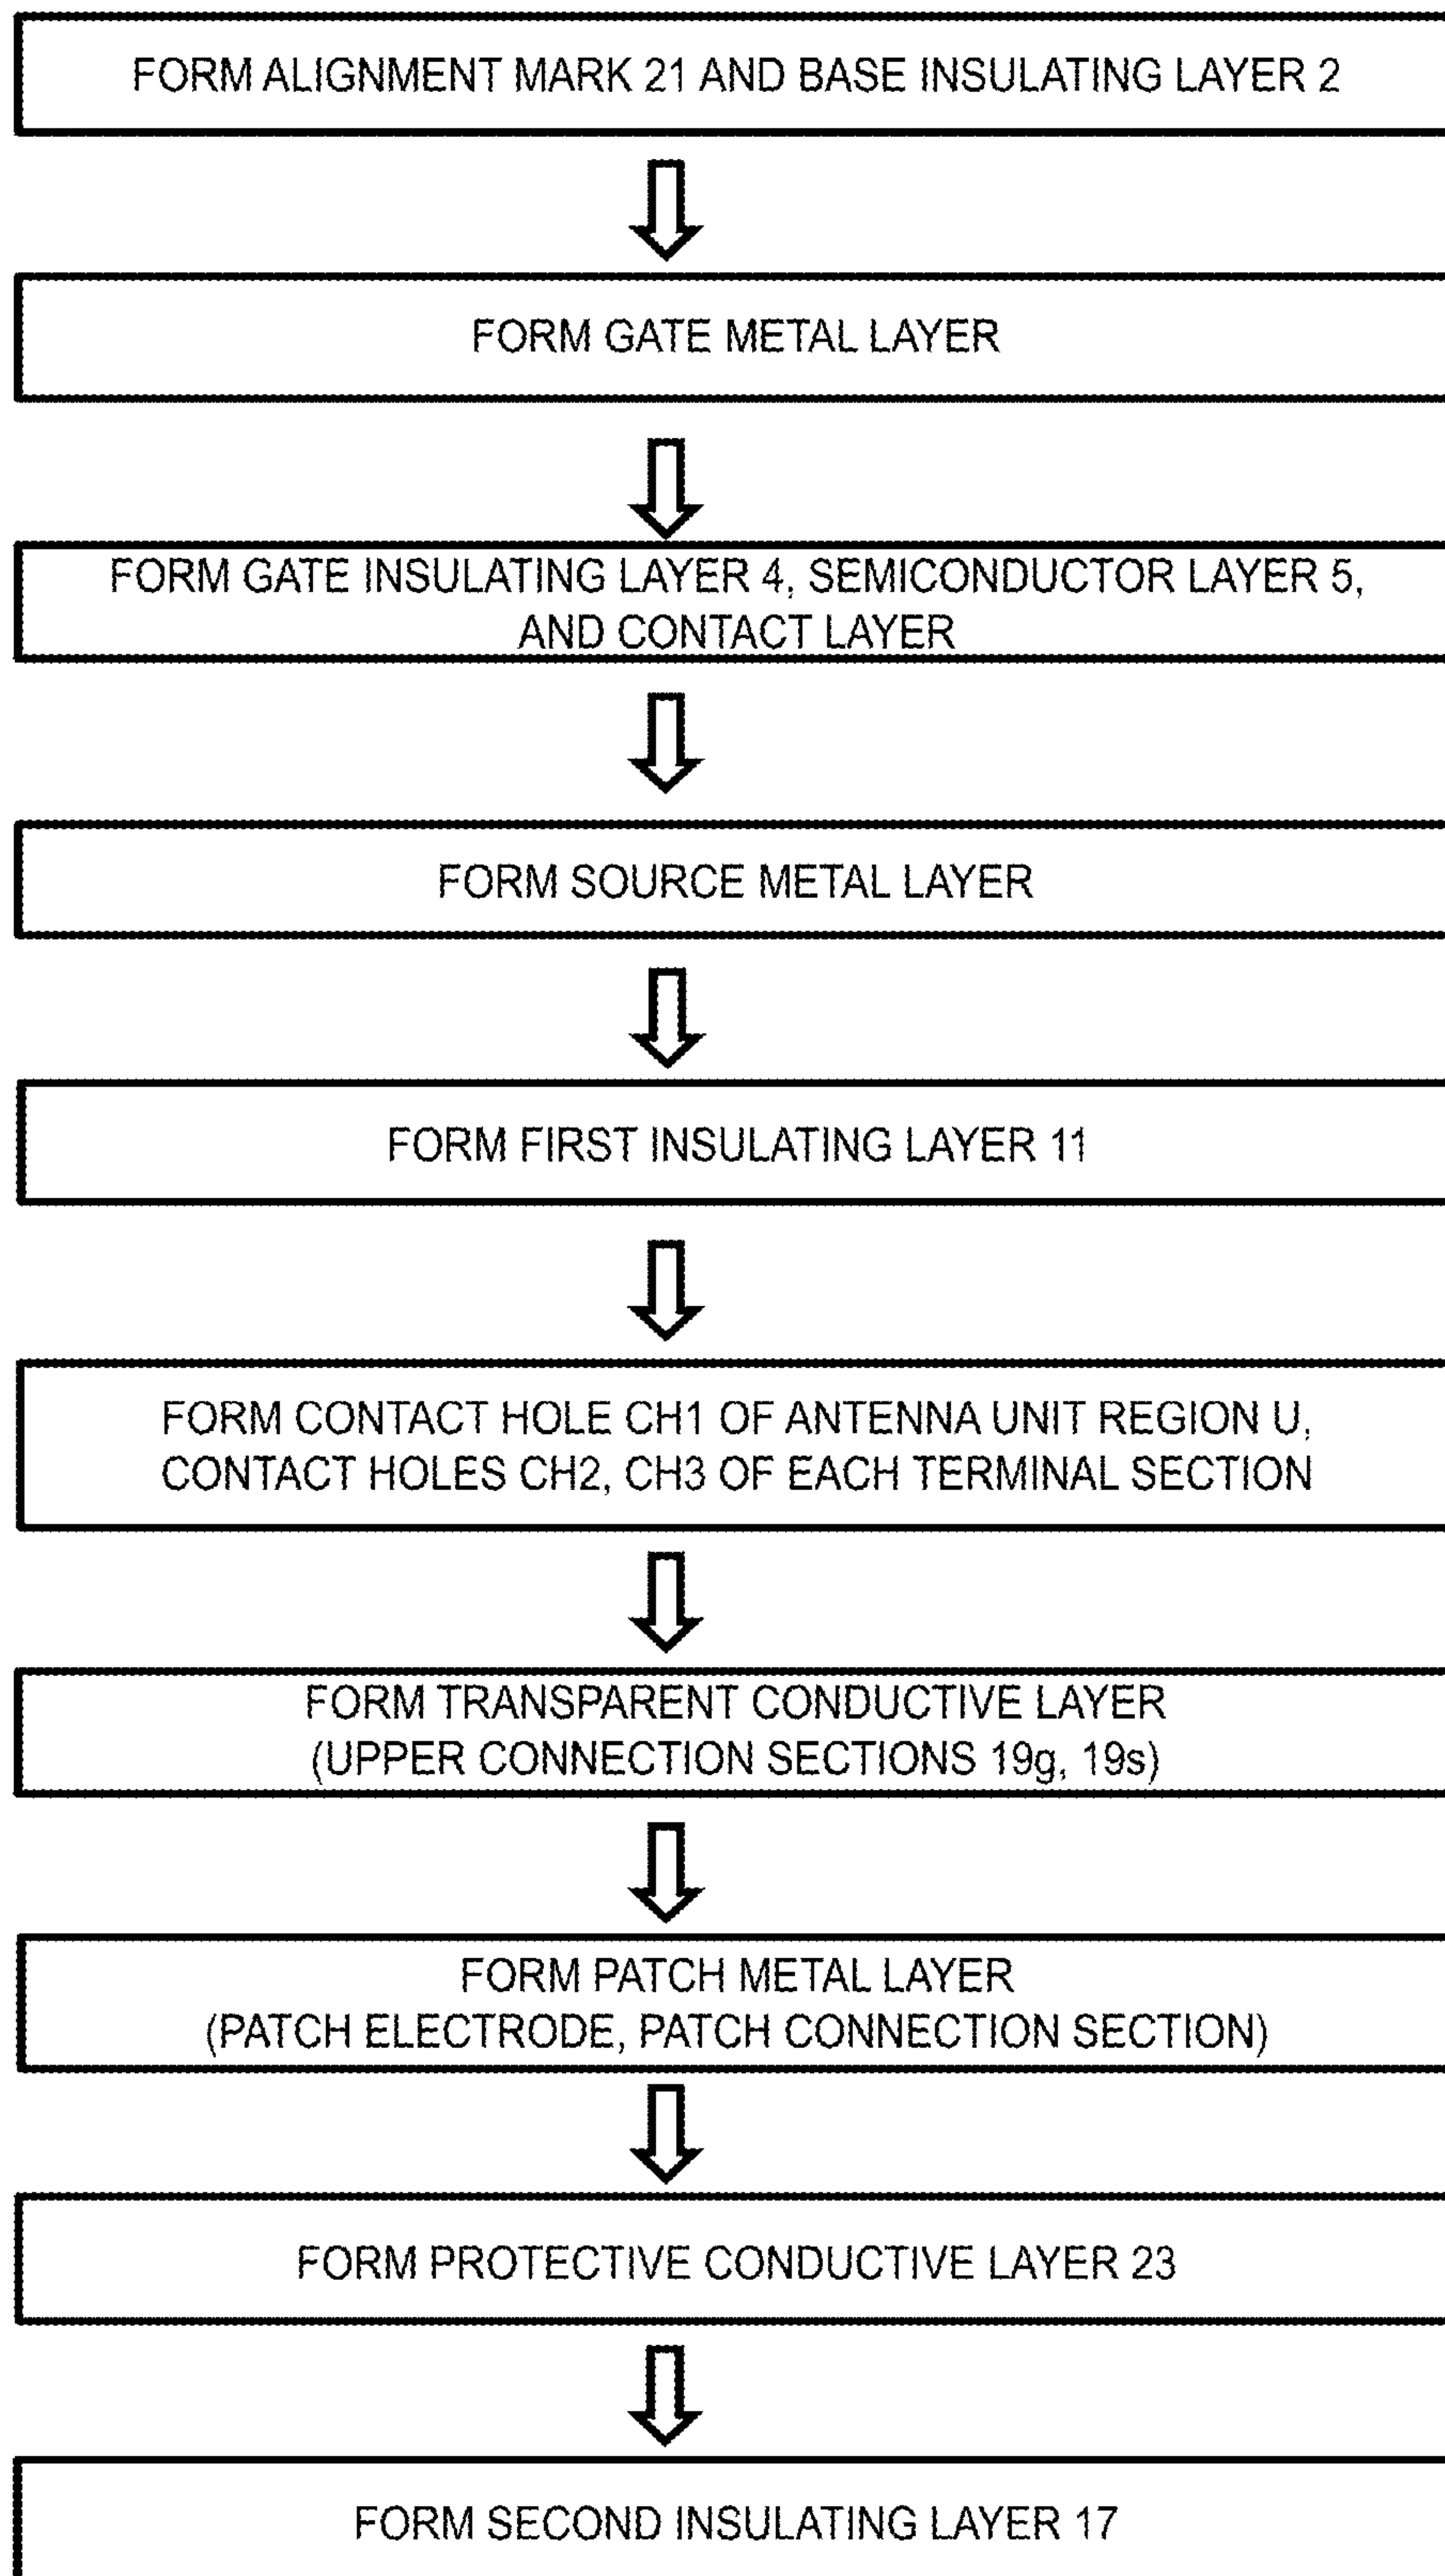 FORM ALIGNMENT MARK 21 AND BASE INSULATING LAYER 2
FORM GATE METAL LAYER
FORM GATE INSULATING LAYER 4, SEMICONDUCTOR LAYER 5,
AND CONTACT LAYER
FORM SOURCE METAL LAYER
FORM FIRST INSULATING LAYER 11
FORM CONTACT HOLE CH1 OF ANTENNA UNIT REGION U,
CONTACT HOLES CH2, CH3 OF EACH TERMINAL SECTION
FORM TRANSPARENT CONDUCTIVE LAYER
(UPPER CONNECTION SECTIONS 19g, 19s)
FORM PATCH METAL LAYER
(PATCH ELECTRODE, PATCH CONNECTION SECTION)
FORM PROTECTIVE CONDUCTIVE LAYER 23
FORM SECOND INSULATING LAYER 17